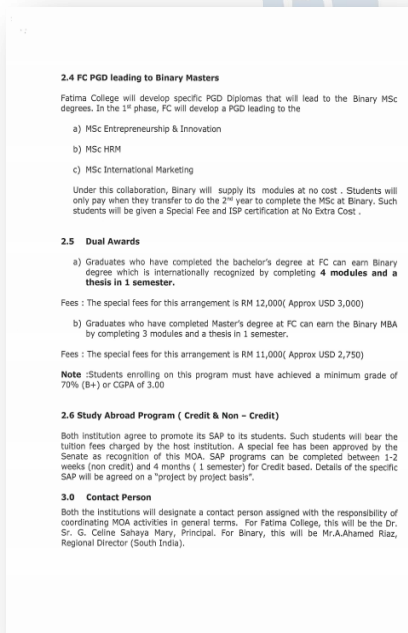 2.4 FC PGD leading to Binary Masters
Fatima College will develop specific PGD Diplomas that will lead to the Binary MSc
degrees. In the 1st phase, FC will develop a PGD leading to the
a) MSc Entrepreneurship & Innovation
b) MSc HRM
c) MSc International Marketing
Under this collaboration, Binary will supply its modules at no cost . Students will
only pay when they transfer to do the 2nd year to complete the MSc at Binary. Such
students will be given a Special Fee and ISP certification at No Extra Cost .
2.5 Dual Awards
a) Graduates who have completed the bachelor's degree at FC can earn Binary
degree which is internationally recognized by completing 4 modules and a
thesis in 1 semester.
Fees : The special fees for this arrangement is RM 12,000( Approx USD 3,000)
b) Graduates who have completed Master's degree at FC can earn the Binary MBA
by completing 3 modules and a thesis in 1 semester.
Fees : The special fees for this arrangement is RM 11,000( Approx USD 2,750)
Note :Students enrolling on this program must have achieved a minimum grade of
70% (B+) or CGPA of 3.00
2.6 Study Abroad Program ( Credit & Non – Credit)
Both institution agree to promote its SAP to its students. Such students will bear the
tuition fees charged by the host institution. A special fee has been approved by the
Senate as recognition of this MOA. SAP programs can be completed between 1-2
weeks (non credit) and 4 months ( 1 semester) for Credit based. Details of the specific
SAP will be agreed on a "project by project basis".
3.0 Contact Person
Both the institutions will designate a contact person assigned with the responsibility of
coordinating MOA activities in general terms. For Fatima College, this will be the Dr.
Sr. G. Celine Sahaya Mary, Principal. For Binary, this will be Mr.A.Ahamed Riaz,
Regional Director (South India).